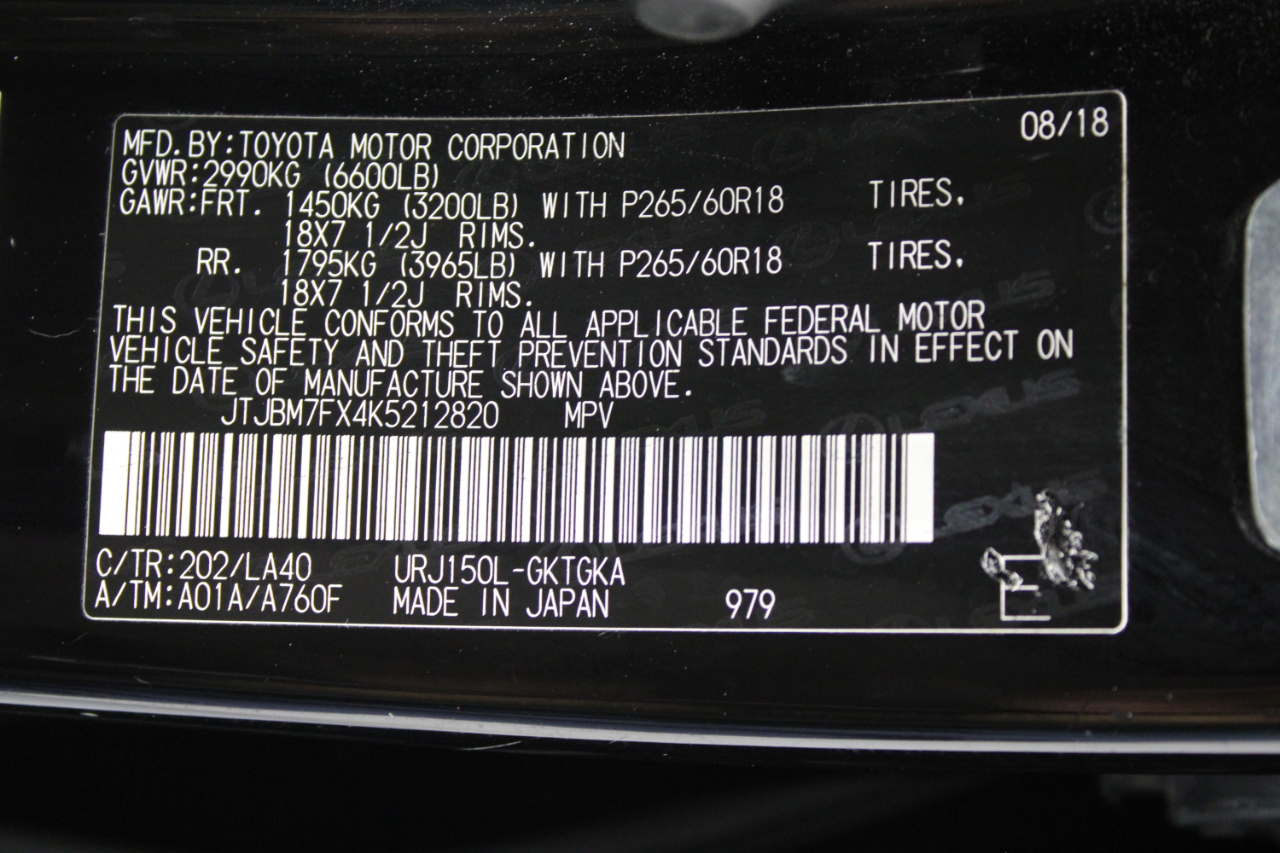 08/18
MFD.BY:TOYOTA MOTOR CORPORATION
GVWR:2990KG (6600LB)
GAWR:FRT. 1450KG (3200LB) WITH P265/60R18 TIRES.
18X7 1/2J RIMS.
RR. 1795KG (3965LB) WITH P265/60R18 TIRES.
18X7 1/2J RIMS.
THIS VEHICLE CONFORMS TO ALL APPLICABLE FEDERAL MOTOR
VEHICLE SAFETY AND THEFT PREVENTION STANDARDS IN EFFECT ON
THE DATE OF MANUFACTURE SHOWN ABOVE.
JTJBM7FX4K5212820 MPV
LEXUS
LEXUS
C/TR:202/LA40 URJ150L-GKTGKA
A/TM:A01A/A760F MADE IN JAPAN 979 E